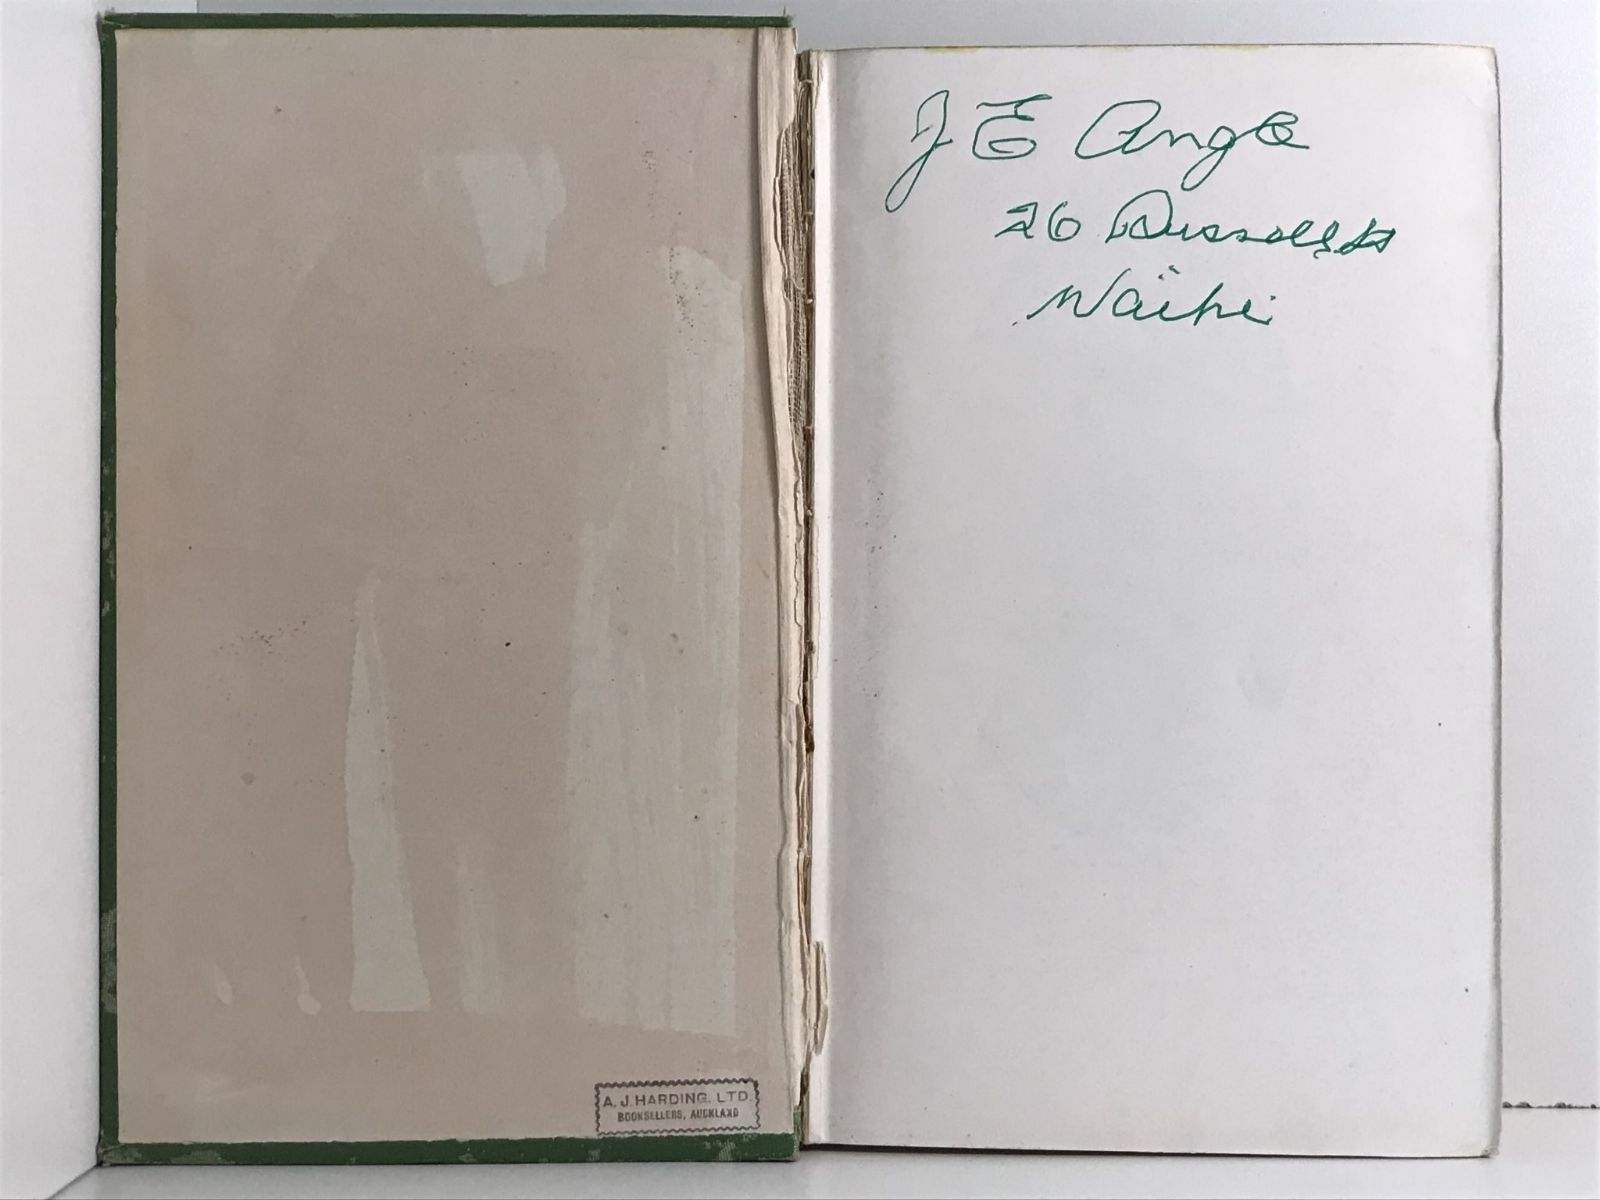 A. J. HARDING, LTD.
BOOKSELLERS, AUCKLAND
J E Angle
26 Russell St
Waihi